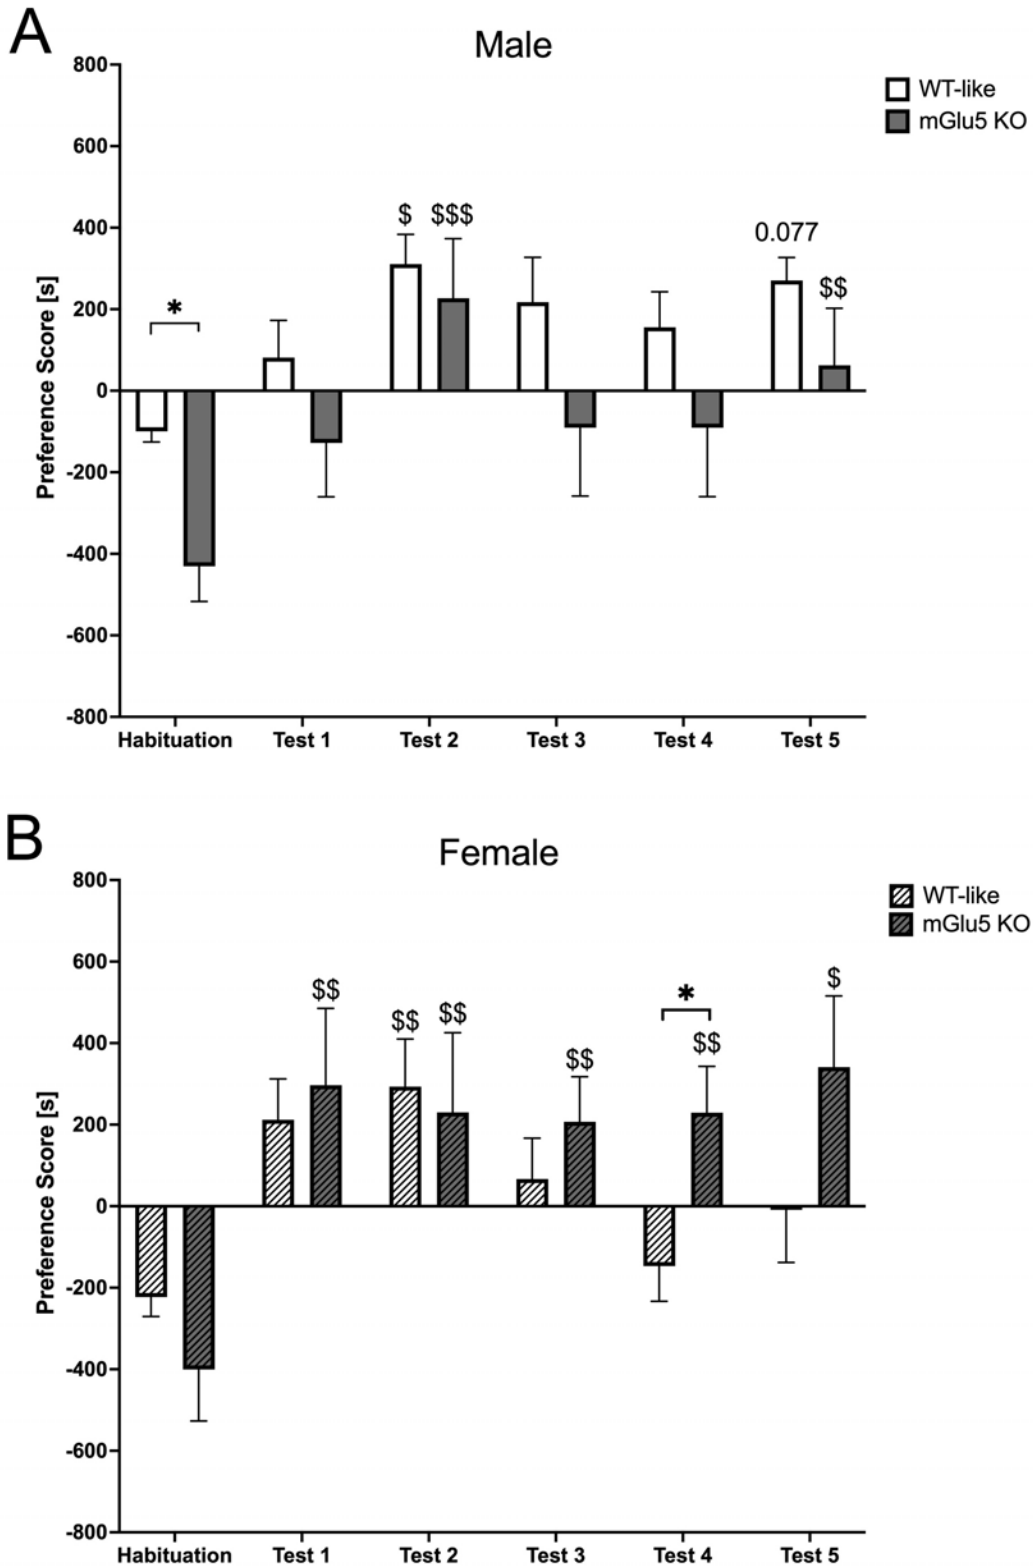 A
Male
WT-like
mGlu5 KO
Preference Score [s]
800
600
400
200
0
-200
-400
-600
-800
*
$ $$$
0.077
$$
Habituation Test 1 Test 2 Test 3 Test 4 Test 5
B
Female
WT-like
mGlu5 KO
Preference Score [s]
800
600
400
200
0
-200
-400
-600
-800
$$
$$ $$
$$
*
$$
$
Habituation Test 1 Test 2 Test 3 Test 4 Test 5